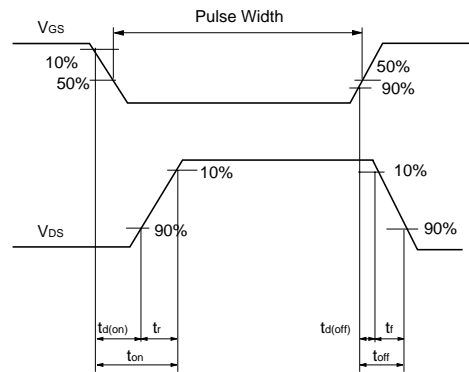 Pulse Width
VGS
10%
50%
50%
90%
10%
10%
90%
90%
VDS
td(on) tr
td(off) tf
ton
toff